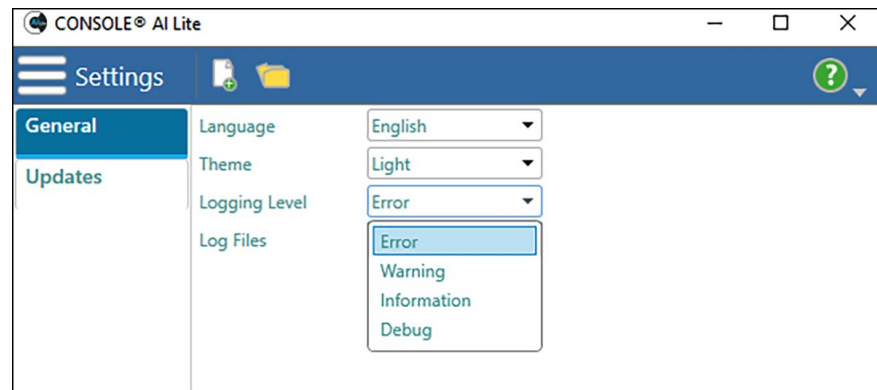 CONSOLE® AI Lite
Settings
?
General
Updates
Language English
Theme Light
Logging Level Error
Log Files
Error
Warning
Information
Debug